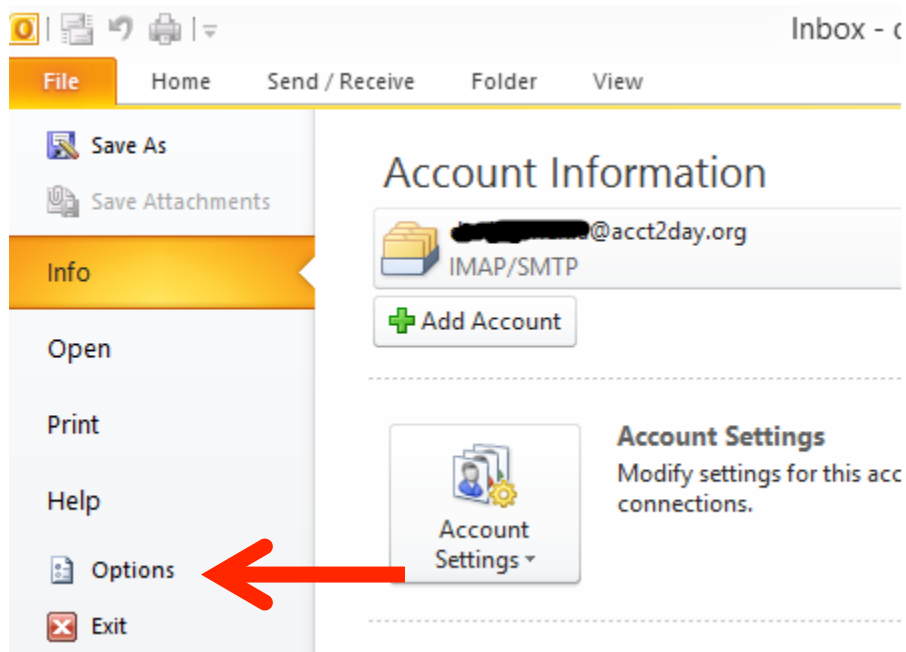 Inbox -
File Home Send / Receive Folder View
Save As
Save Attachments
Info
Open
Print
Help
Options
Exit
Account Information
@acct2day.org
IMAP/SMTP
Add Account
Account Settings
Account Settings
Modify settings for this acc
connections.